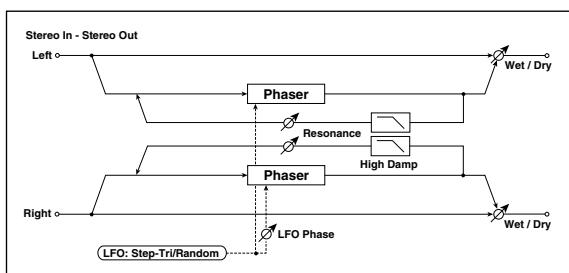 Stereo In - Stereo Out
Left
Wet / Dry
Phaser
Resonance
High Damp
Phaser
Right
LFO Phase
Wet / Dry
LFO: Step-Tri/Random